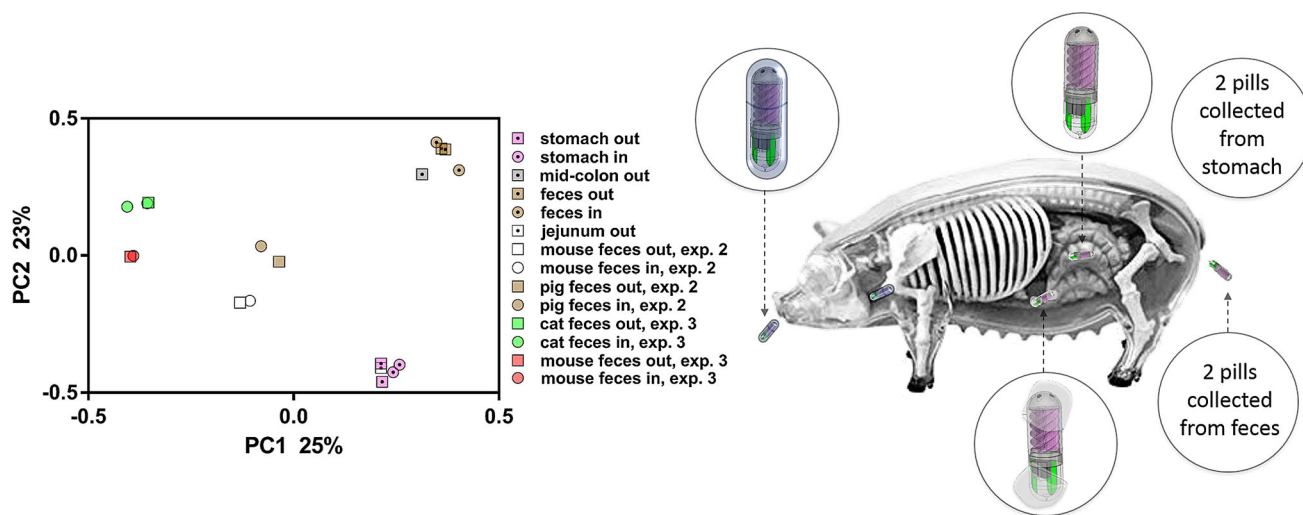 0.5
0.0
-0.5
-0.5
0.0
0.5
PC2 23%
PC1 25%
stomach out
stomach in
mid-colon out
feces out
feces in
jejunum out
mouse feces out, exp. 2
mouse feces in, exp. 2
pig feces out, exp. 2
pig feces in, exp. 2
cat feces out, exp. 3
cat feces in, exp. 3
mouse feces out, exp. 3
mouse feces in, exp. 3
2 pills
collected
from
stomach
2 pills
collected
from feces